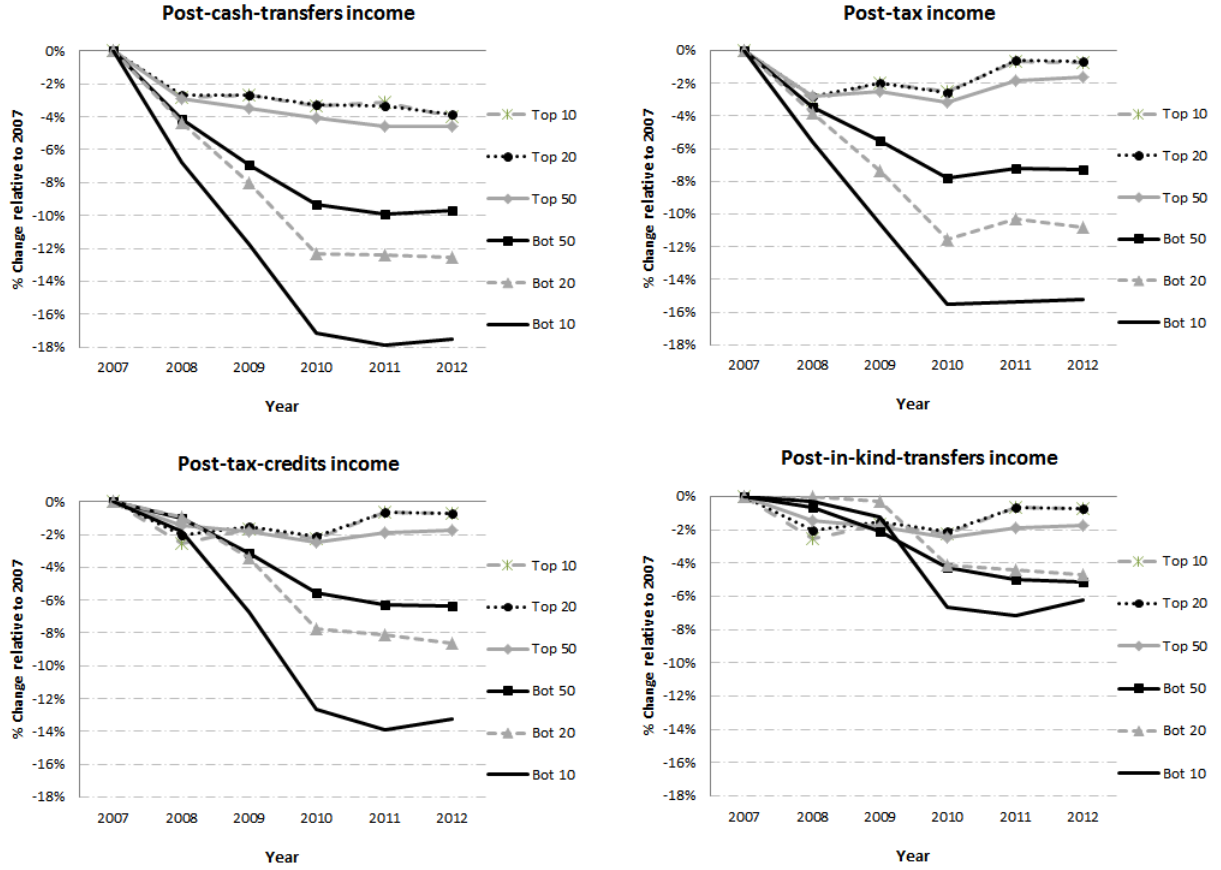 Post-cash-transfers income
0%
-2%
-4%
-6%
-8%
-10%
-12%
-14%
-16%
-18%
% Change relative to 2007
2007 2008 2009 2010 2011 2012
Year
Top 10
Top 20
Top 50
Bot 50
Bot 20
Bot 10
Post-tax income
0%
-2%
-4%
-6%
-8%
-10%
-12%
-14%
-16%
-18%
% Change relative to 2007
2007 2008 2009 2010 2011 2012
Year
Top 10
Top 20
Top 50
Bot 50
Bot 20
Bot 10
Post-tax-credits income
0%
-2%
-4%
-6%
-8%
-10%
-12%
-14%
-16%
-18%
% Change relative to 2007
2007 2008 2009 2010 2011 2012
Year
Top 10
Top 20
Top 50
Bot 50
Bot 20
Bot 10
Post-in-kind-transfers income
0%
-2%
-4%
-6%
-8%
-10%
-12%
-14%
-16%
-18%
% Change relative to 2007
2007 2008 2009 2010 2011 2012
Year
Top 10
Top 20
Top 50
Bot 50
Bot 20
Bot 10